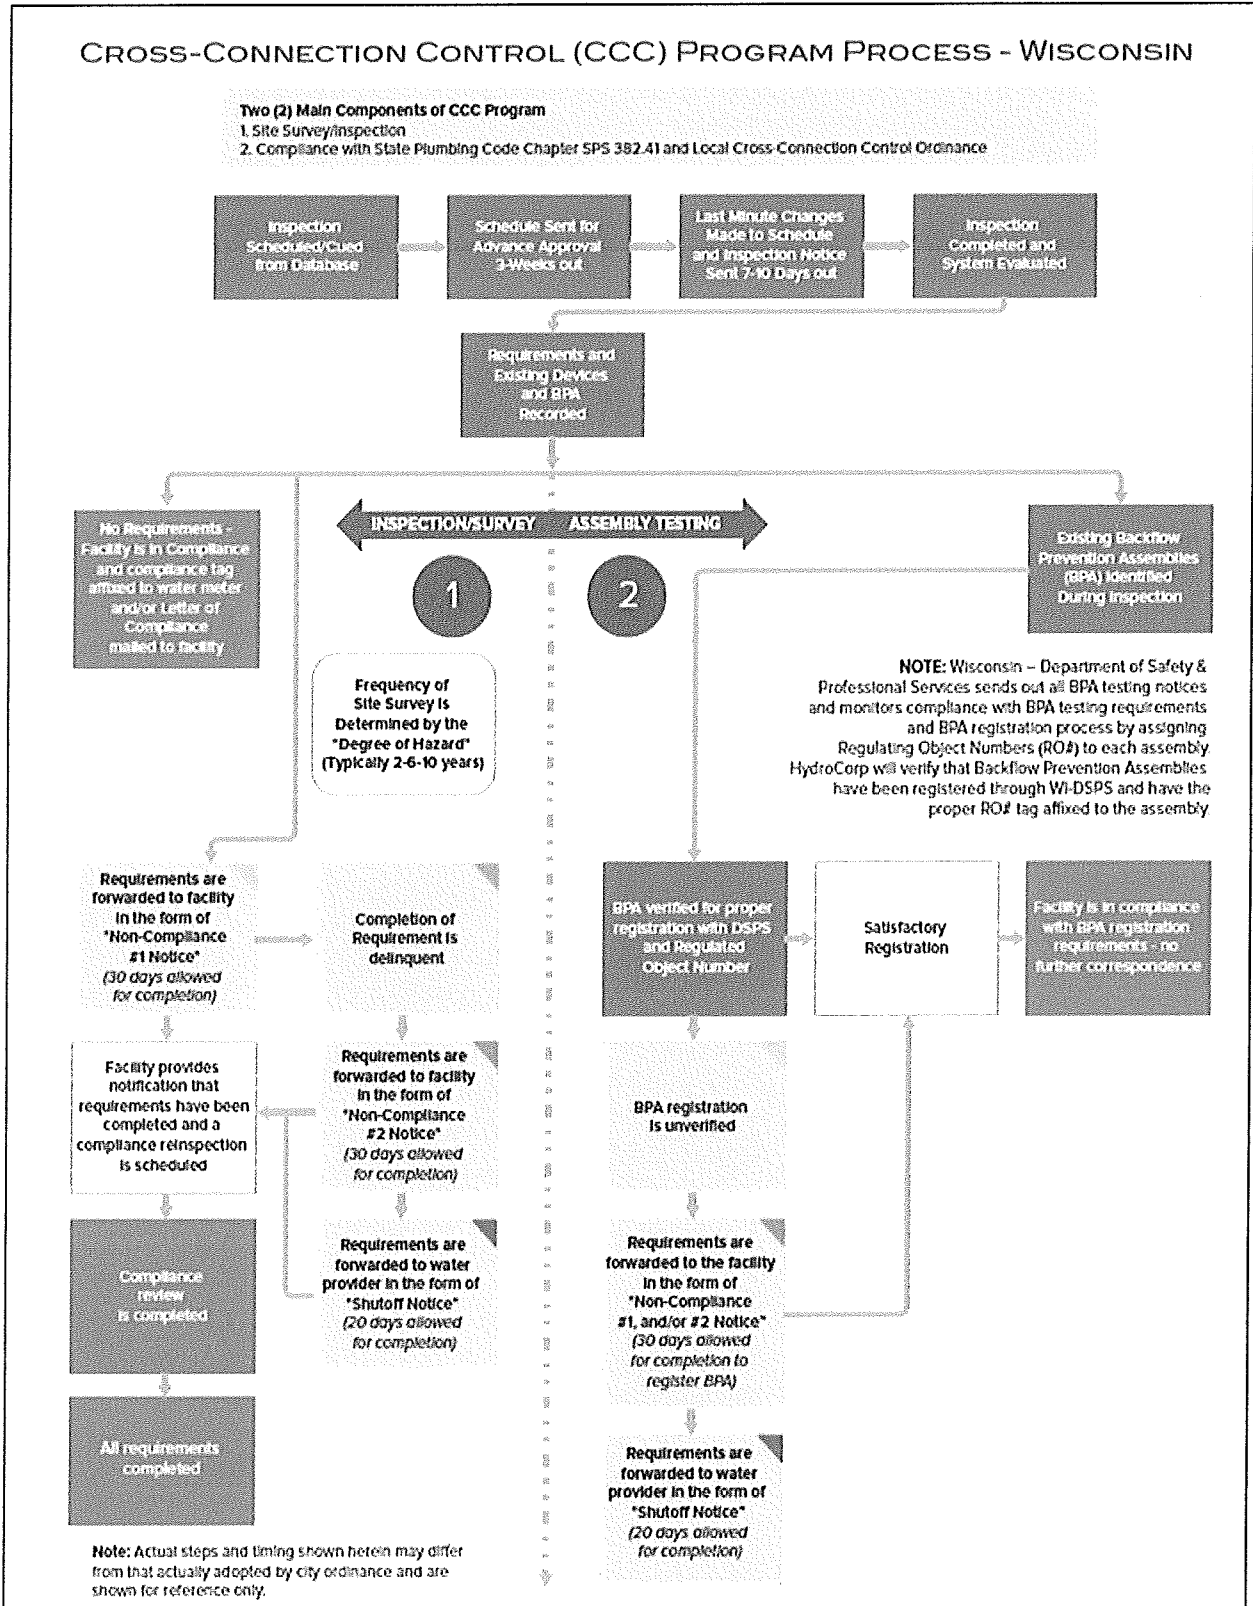 CROSS-CONNECTION CONTROL (CCC) PROGRAM PROCESS - WISCONSIN
Two (2) Main Components of CCC Program
1. Site Survey/Inspection
2. Compliance with State Plumbing Code Chapter SPS 382.41 and Local Cross-Connection Control Ordinance
Inspection
Scheduled/Cued
from Database
Schedule Sent for
Advance Approval
3-Weeks out
Last Minute Changes
Made to Schedule
and Inspection Notice
Sent 7-10 Days out
Inspection
Completed and
System Evaluated
Requirements and
Existing Devices
and BPA
Recorded
INSPECTION/SURVEY
ASSEMBLY TESTING
1
2
No Requirements -
Facility is in Compliance
and compliance tag
affixed to water meter
and/or Letter of
Compliance
mailed to facility
Existing Backflow
Prevention Assemblies
(BPA) Identified
During Inspection
Frequency of
Site Survey is
Determined by the
"Degree of Hazard"
(Typically 2-6-10 years)
NOTE: Wisconsin – Department of Safety &
Professional Services sends out all BPA testing notices
and monitors compliance with BPA testing requirements
and BPA registration process by assigning
Regulating Object Numbers (RO#) to each assembly.
HydroCorp will verify that Backflow Prevention Assemblies
have been registered through WI-DSPS and have the
proper RO# tag affixed to the assembly.
Requirements are
forwarded to facility
in the form of
"Non-Compliance
#1 Notice"
(30 days allowed
for completion)
Completion of
Requirement is
delinquent
BPA verified for proper
registration with DSPS
and Regulated
Object Number
Satisfactory
Registration
Facility is in compliance
with BPA registration
requirements - no
further correspondence
Facility provides
notification that
requirements have been
completed and a
compliance reinspection
is scheduled
Requirements are
forwarded to facility
in the form of
"Non-Compliance
#2 Notice"
(30 days allowed
for completion)
BPA registration
is unverified
Compliance
review
is completed
Requirements are
forwarded to water
provider in the form of
"Shutoff Notice"
(20 days allowed
for completion)
Requirements are
forwarded to the facility
in the form of
"Non-Compliance
#1, and/or #2 Notice"
(30 days allowed
for completion to
register BPA)
All requirements
completed
Requirements are
forwarded to water
provider in the form of
"Shutoff Notice"
(20 days allowed
for completion)
Note: Actual steps and timing shown herein may differ
from that actually adopted by city ordinance and are
shown for reference only.